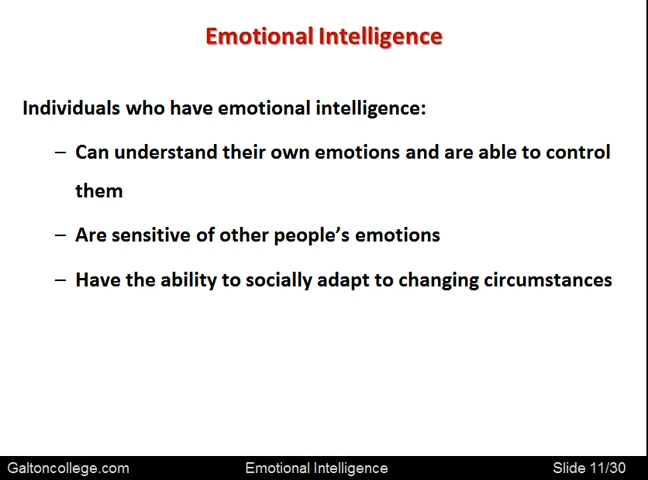 Emotional Intelligence
Individuals who have emotional intelligence:
– Can understand their own emotions and are able to control
them
– Are sensitive of other people’s emotions
– Have the ability to socially adapt to changing circumstances
Galtoncollege.com Emotional Intelligence Slide 11/30